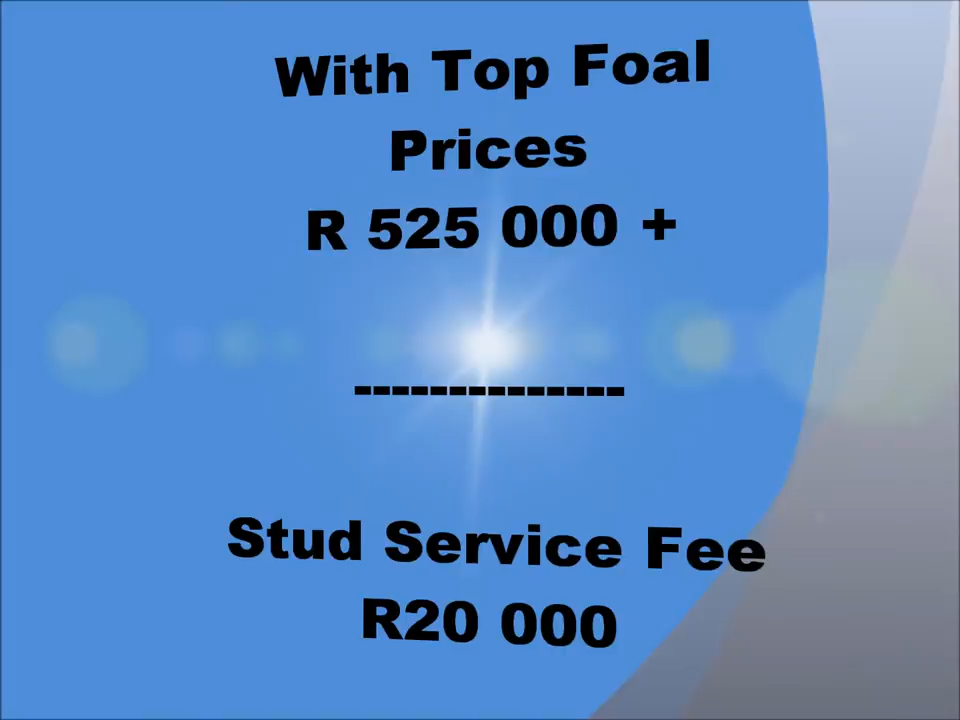 With Top Foal
Prices
R 525 000 +
--------------
Stud Service Fee
R20 000